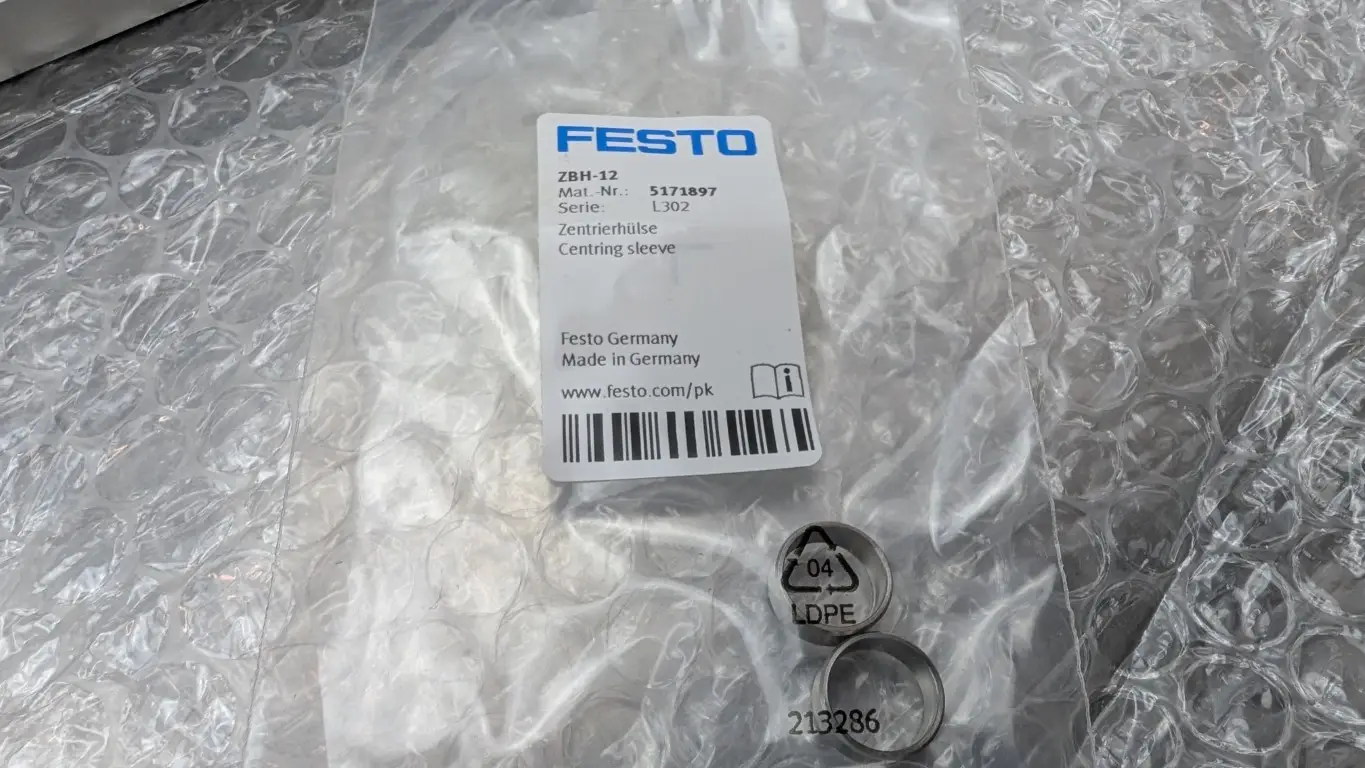 FESTO
ZBH-12
Mat.-Nr.: 5171897
Serie: L302
Zentrierhülse
Centring sleeve
Festo Germany
Made in Germany
www.festo.com/pk
i
04
LDPE
213286